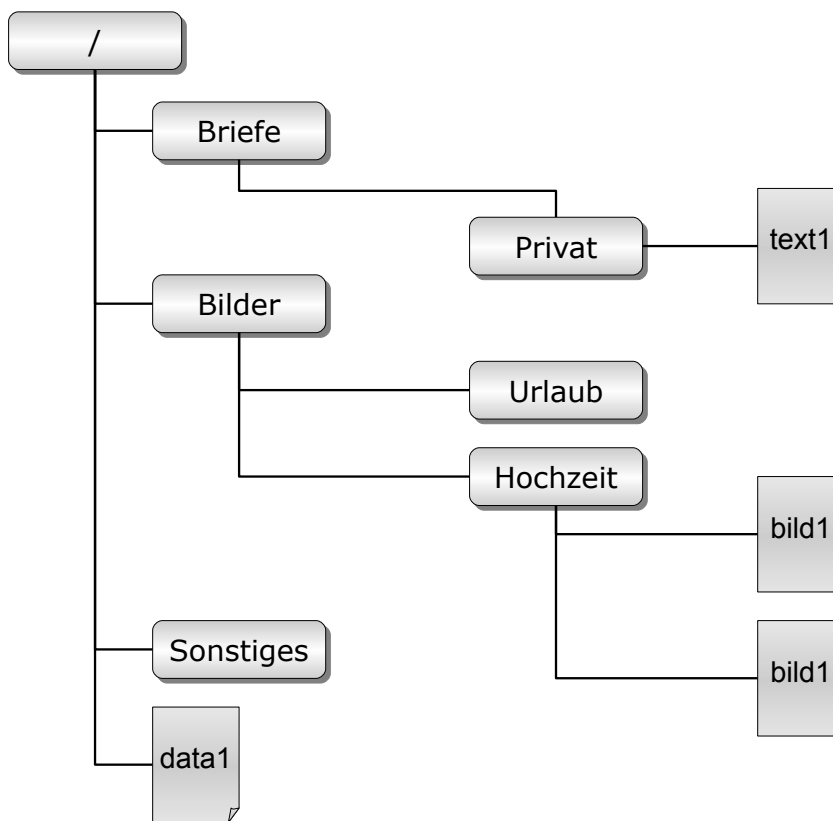 /
Briefe
Privat
text1
Bilder
Urlaub
Hochzeit
bild1
bild1
Sonstiges
data1